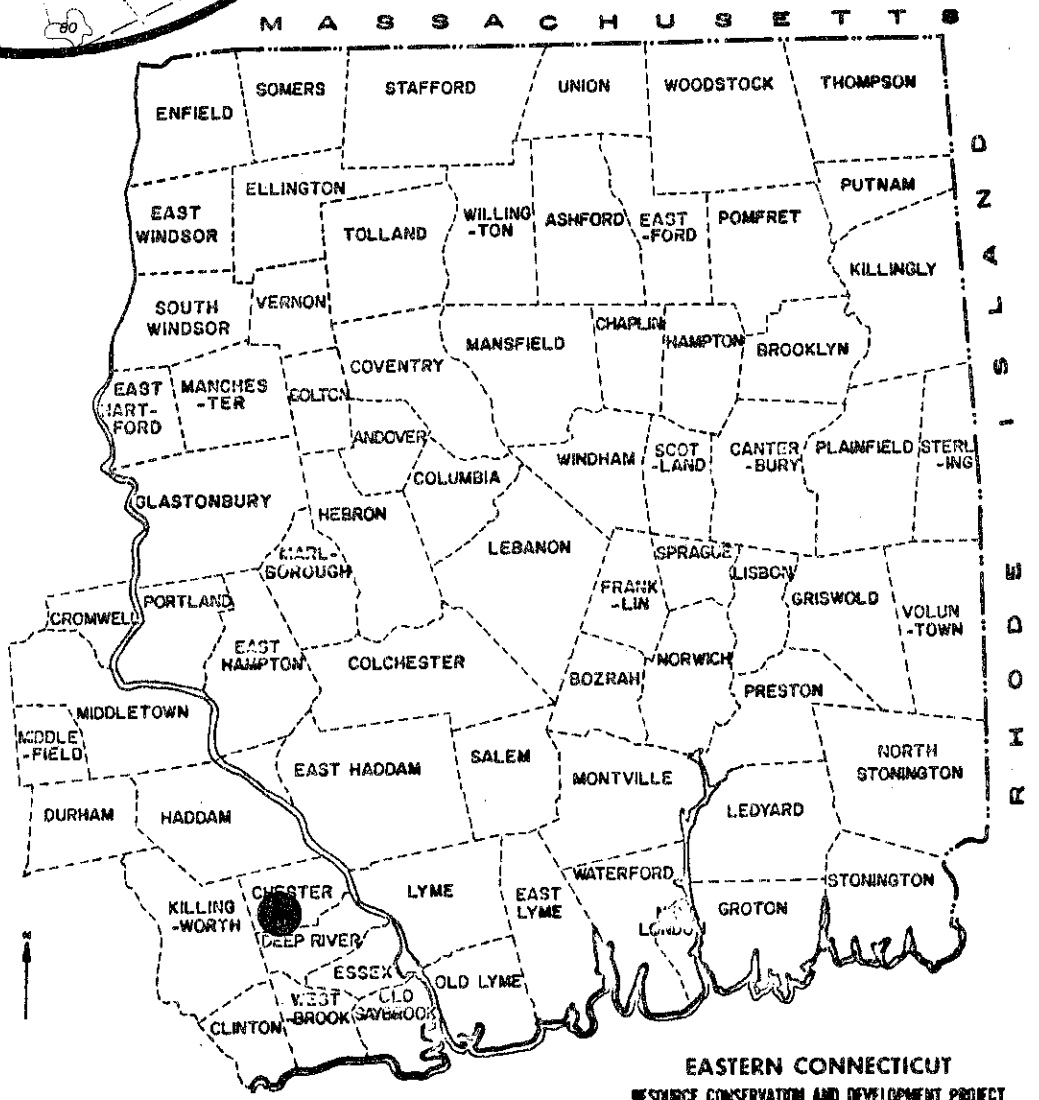 80
MASSACHUSETTS
ENFIELD
SOMERS
STAFFORD
UNION
WOODSTOCK
THOMPSON
EAST
WINDSOR
ELLINGTON
TOLLAND
WILLING
-TON
ASHFORD
EAST
-FORD
POMFRET
PUTNAM
KILLINGLY
SOUTH
WINDSOR
VERNON
COVENTRY
MANSFIELD
CHAPLIN
HAMPTON
BROOKLYN
EAST
HART-
FORD
MANCHES
-TER
BOLTON
ANDOVER
COLUMBIA
WINDHAM
SCOT
-LAND
CANTER
-BURY
PLAINFIELD
STERL
-ING
GLASTONBURY
HEBRON
MARL-
BOROUGH
LEBANON
FRANK
-LIN
SPRAGUE
LISBON
GRISWOLD
VOLUN
-TOWN
CROMWELL
PORTLAND
EAST
HAMPTON
COLCHESTER
BOZRAH
NORWICH
PRESTON
MIDDLETOWN
MIDDLE
-FIELD
DURHAM
HADDAM
EAST HADDAM
SALEM
MONTVILLE
LEDYARD
NORTH
STONINGTON
KILLING
-WORTH
CHESTER
DEEP RIVER
ESSEX
LYME
EAST
LYME
WATERFORD
LONDON
GROTON
STONINGTON
CLINTON
WEST
-BROOK
OLD
SAYBROOK
OLD LYME
RHODE ISLAND
EASTERN CONNECTICUT
RESOURCE CONSERVATION AND DEVELOPMENT PROJECT